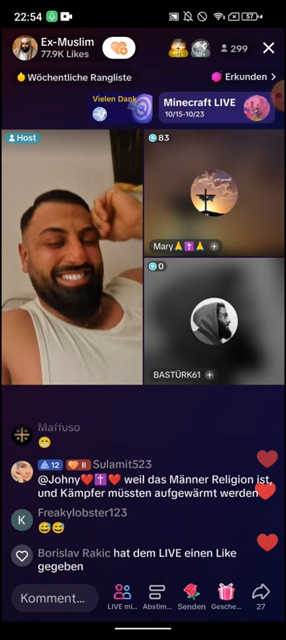 22:54
57
Ex-Muslim
77.9K Likes
299
Wöchentliche Rangliste
Erkunden >
Vielen Dank
Minecraft LIVE
10/15-10/23
Host
83
Mary🙏✝️🙏 +
0
BASTÜRK61 +
Maffuso
😁
12 II Sulamit523
@Johny❤️✝️❤️ weil das Männer Religion ist,
und Kämpfer müssten aufgewärmt werden
K Freakylobster123
😅😅
Borislav Rakic hat dem LIVE einen Like
gegeben
Komment...
LIVE mi...
Abstim...
Senden
Gesche...
27